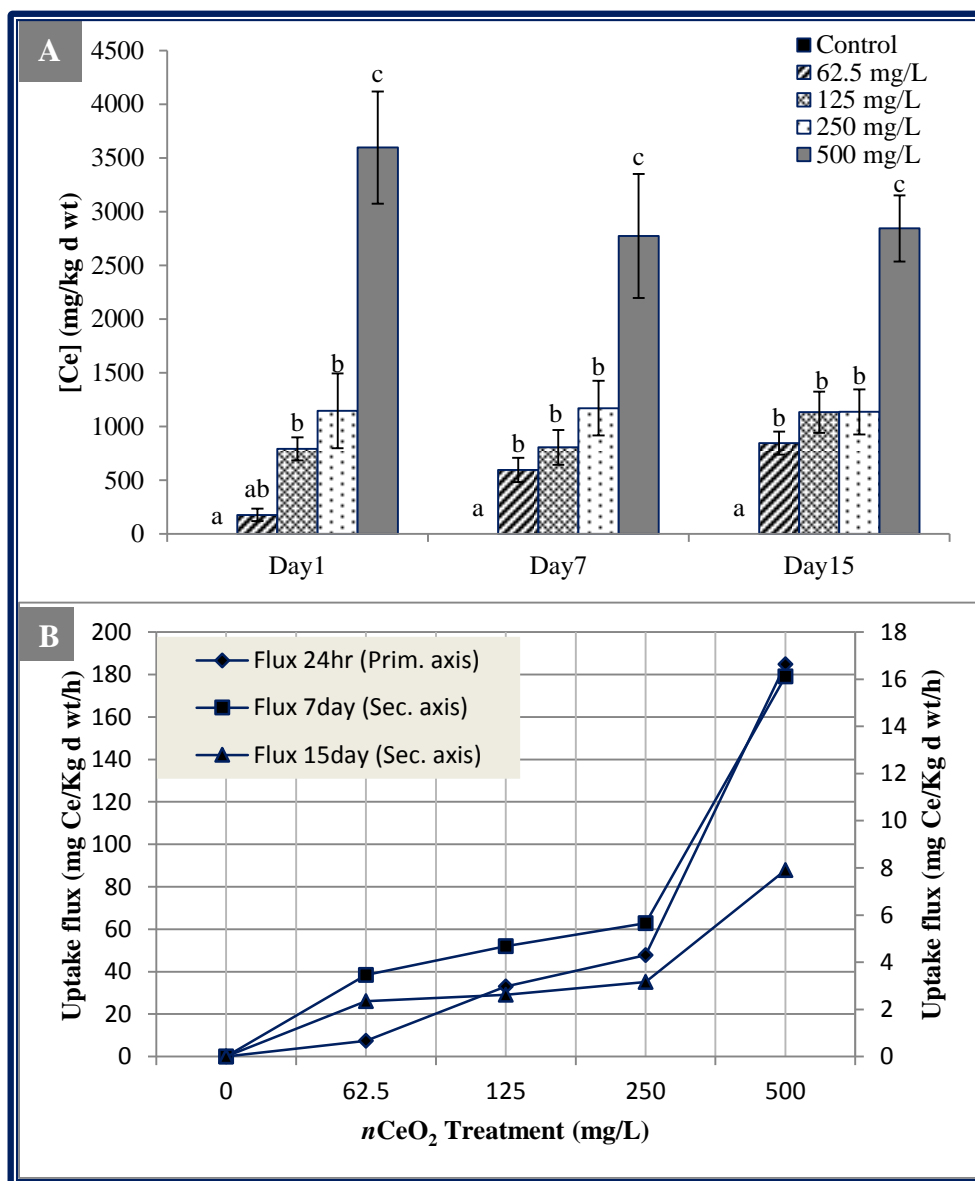 A
[Ce] (mg/kg d wt)
4500
4000
3500
3000
2500
2000
1500
1000
500
0
Control
62.5 mg/L
125 mg/L
250 mg/L
500 mg/L
a
ab
b
b
c
a
b
b
b
c
a
b
b
b
c
Day1
Day7
Day15
B
Uptake flux (mg Ce/Kg d wt/h)
200
180
160
140
120
100
80
60
40
20
0
Flux 24hr (Prim. axis)
Flux 7day (Sec. axis)
Flux 15day (Sec. axis)
18
16
14
12
10
8
6
4
2
0
Uptake flux (mg Ce/Kg d wt/h)
0
62.5
125
250
500
nCeO₂ Treatment (mg/L)